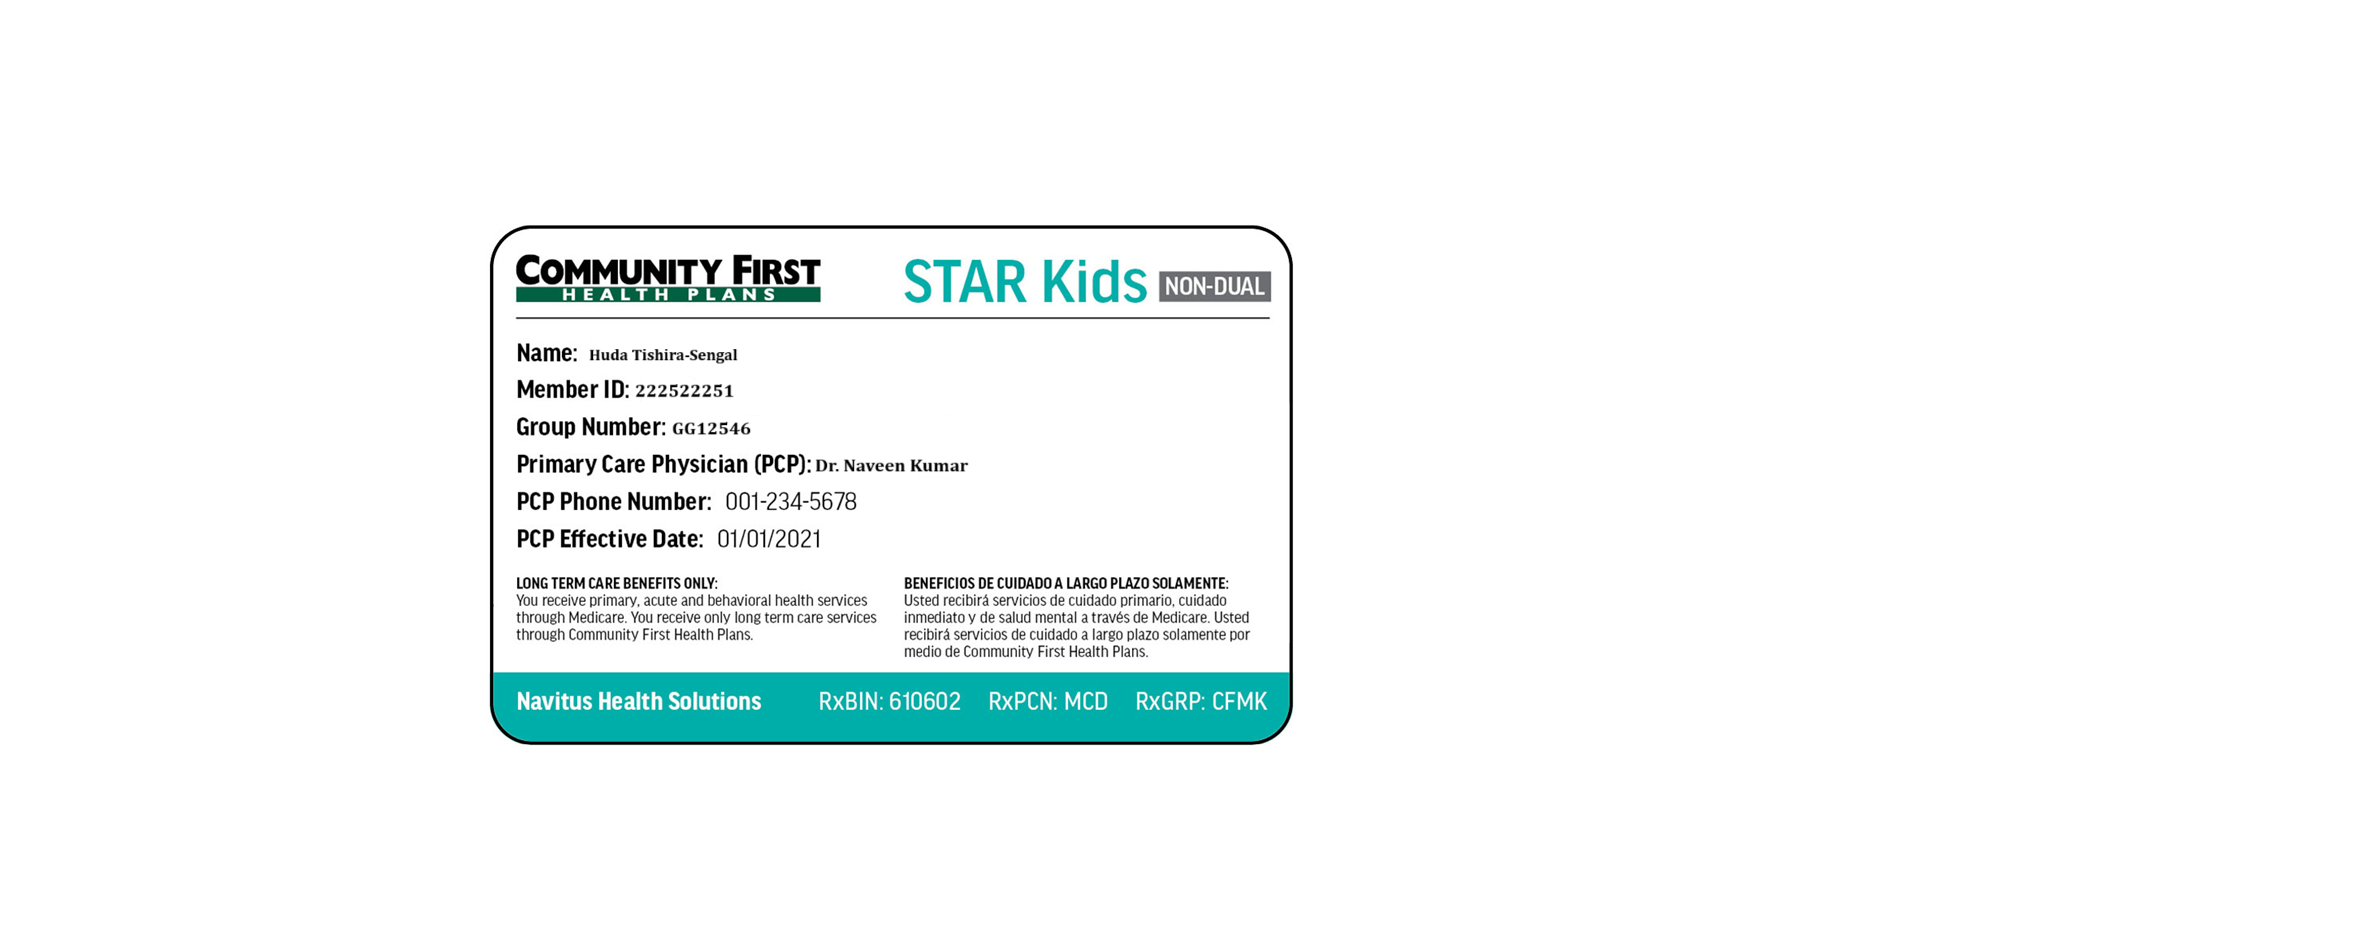 COMMUNITY FIRST
HEALTH PLANS
STAR Kids NON-DUAL
Name: Huda Tishira-Sengal
Member ID: 222522251
Group Number: GG12546
Primary Care Physician (PCP): Dr. Naveen Kumar
PCP Phone Number: 001-234-5678
PCP Effective Date: 01/01/2021
LONG TERM CARE BENEFITS ONLY:
You receive primary, acute and behavioral health services
through Medicare. You receive only long term care services
through Community First Health Plans.
BENEFICIOS DE CUIDADO A LARGO PLAZO SOLAMENTE:
Usted recibirá servicios de cuidado primario, cuidado
inmediato y de salud mental a través de Medicare. Usted
recibirá servicios de cuidado a largo plazo solamente por
medio de Community First Health Plans.
Navitus Health Solutions RxBIN: 610602 RxPCN: MCD RxGRP: CFMK